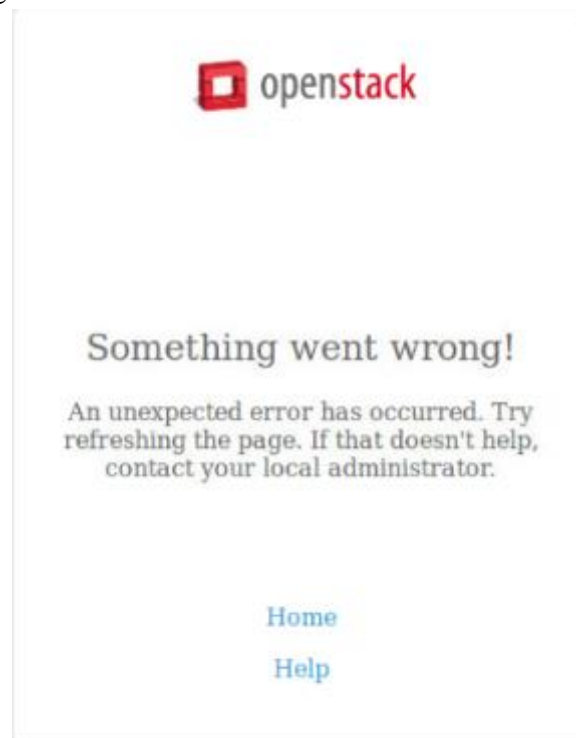 openstack
Something went wrong!
An unexpected error has occurred. Try
refreshing the page. If that doesn't help,
contact your local administrator.
Home
Help